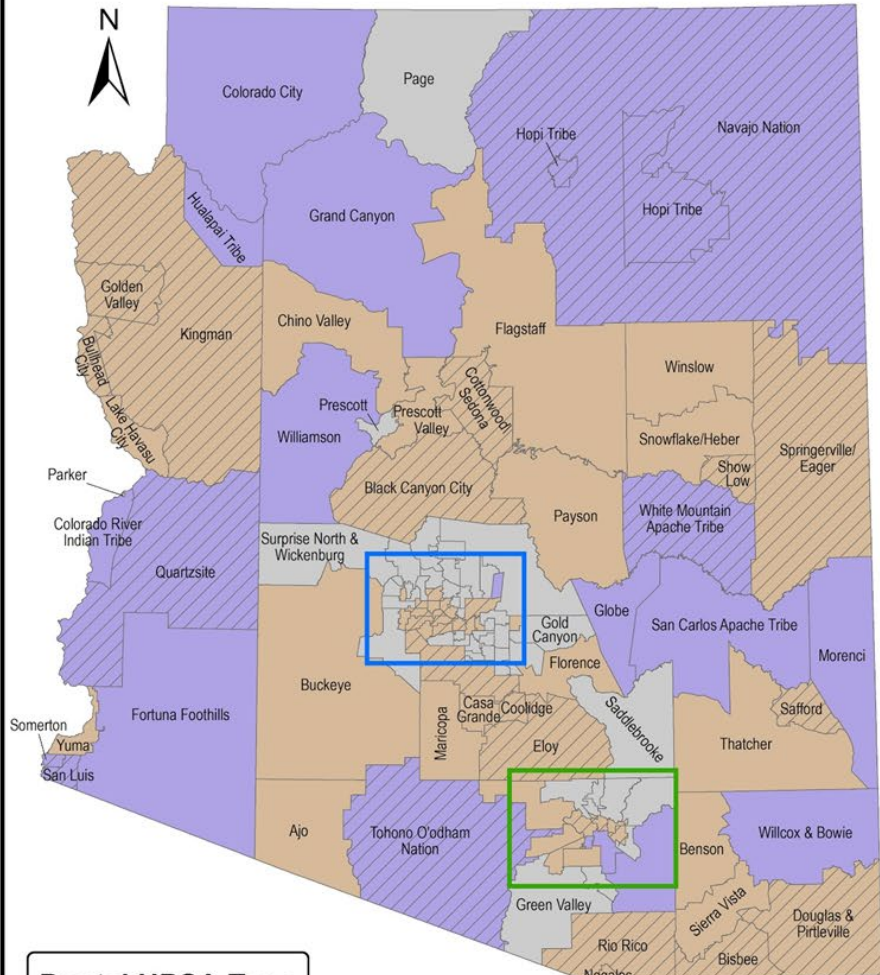 N
Colorado City
Page
Hopi Tribe
Navajo Nation
Hualapai Tribe
Grand Canyon
Hopi Tribe
Golden
Valley
Kingman
Chino Valley
Flagstaff
Bullhead
City
Winslow
Lake Havasu
City
Prescott
Prescott
Valley
Cottonwood/
Sedona
Williamson
Snowflake/Heber
Show
Low
Springerville/
Eager
Parker
Black Canyon City
Payson
White Mountain
Apache Tribe
Colorado River
Indian Tribe
Surprise North &
Wickenburg
Quartzsite
Gold
Canyon
Globe
San Carlos Apache Tribe
Morenci
Florence
Buckeye
Fortuna Foothills
Casa
Grande
Coolidge
Saddlebrooke
Safford
Somerton
Yuma
Maricopa
Eloy
Thatcher
San Luis
Ajo
Tohono O'odham
Nation
Benson
Willcox & Bowie
Green Valley
Sierra Vista
Douglas &
Pirtleville
Rio Rico
Bisbee
Nogales